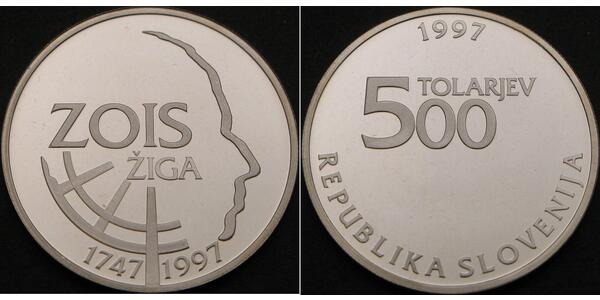 ZOIS
ŽIGA
1747 1997
1997
500 TOLARJEV
REPUBLIKA SLOVENIJA